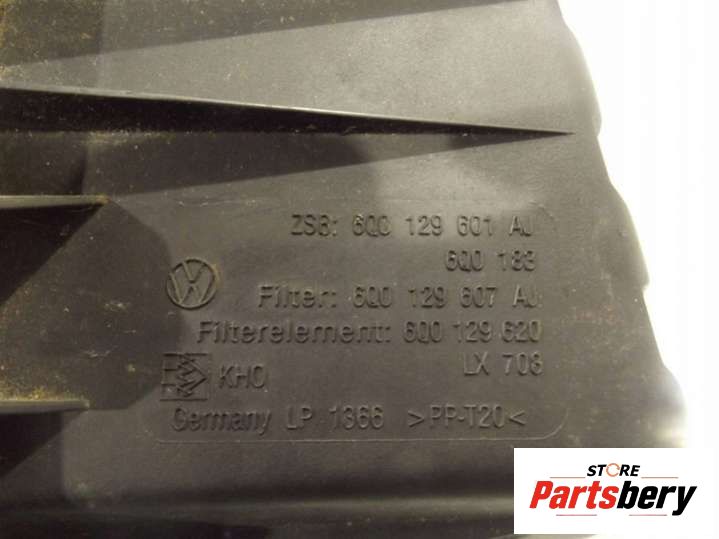 ZSB: 6Q0 129 601 AJ
6Q0 183
Filter: 6Q0 129 607 AJ
Filterelement: 6Q0 129 620
LX 708
KHO
Germany LP 1366 >PP-T20<
STORE
Partsbery